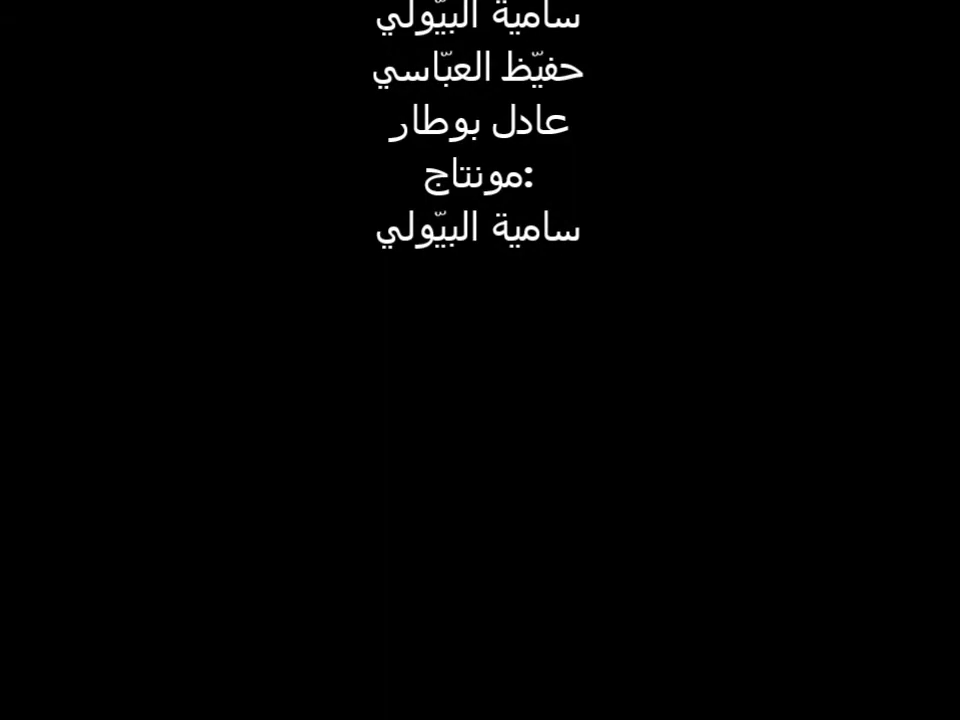 سامية البيّولي
حفيّظ العبّاسي
عادل بوطار
:مونتاج
سامية البيّولي